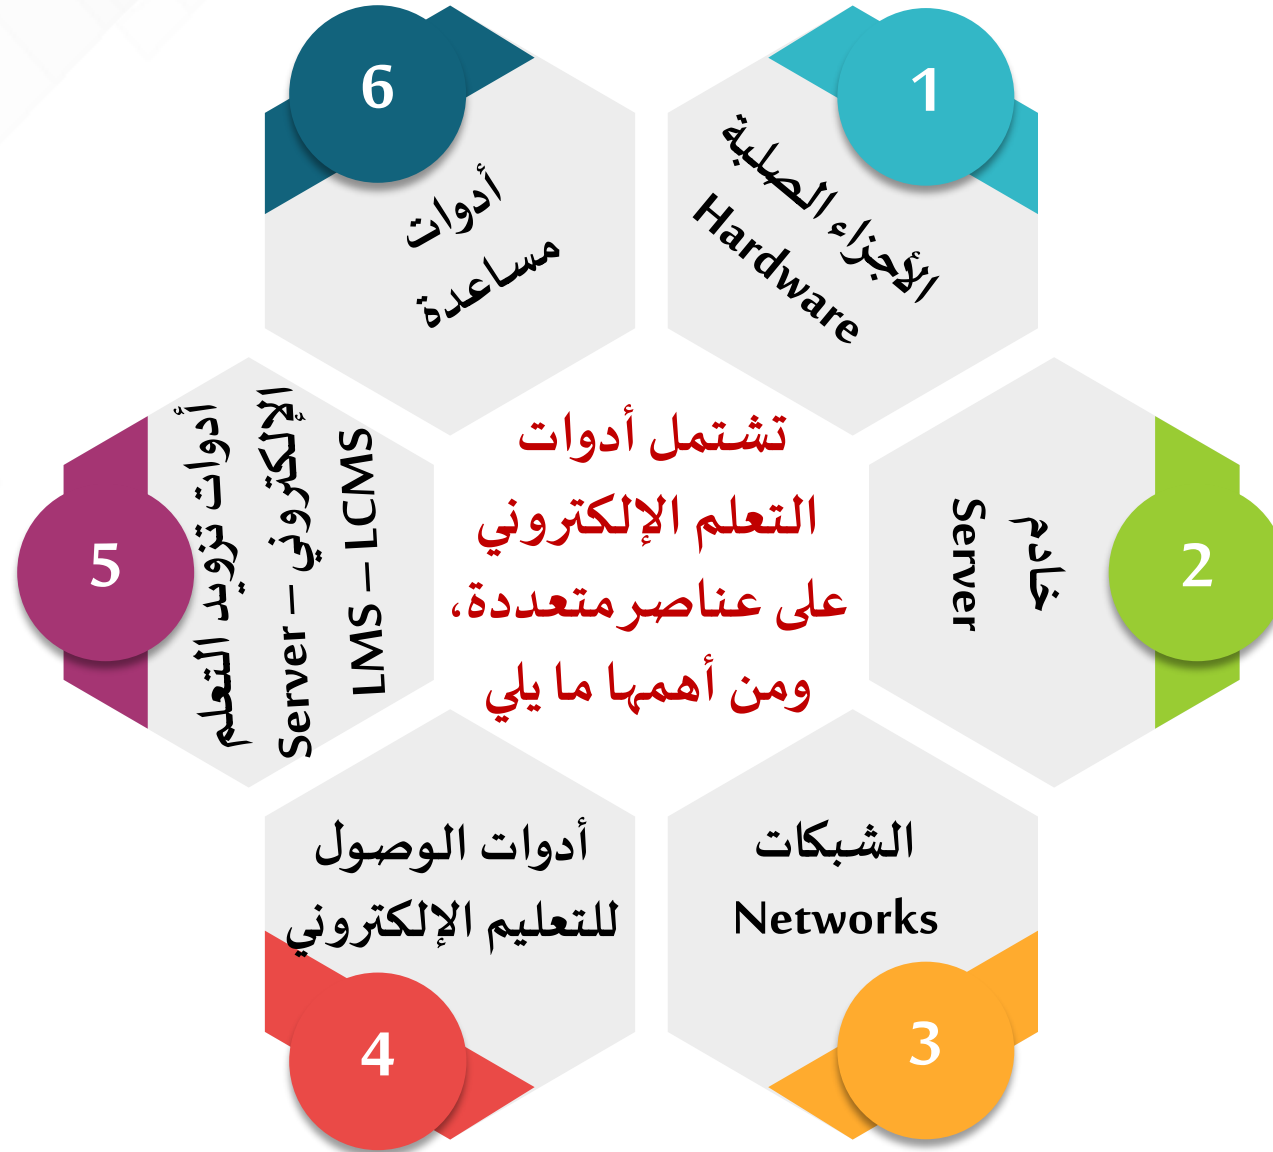 تشتمل أدوات
التعلم الإلكتروني
على عناصر متعددة،
ومن أهمها ما يلي
1
الأجزاء الصلبة
Hardware
2
خادم
Server
3
الشبكات
Networks
4
أدوات الوصول
للتعليم الإلكتروني
5
أدوات تزويد التعلم
الإلكتروني – Server
LMS – LCMS
6
أدوات
مساعدة